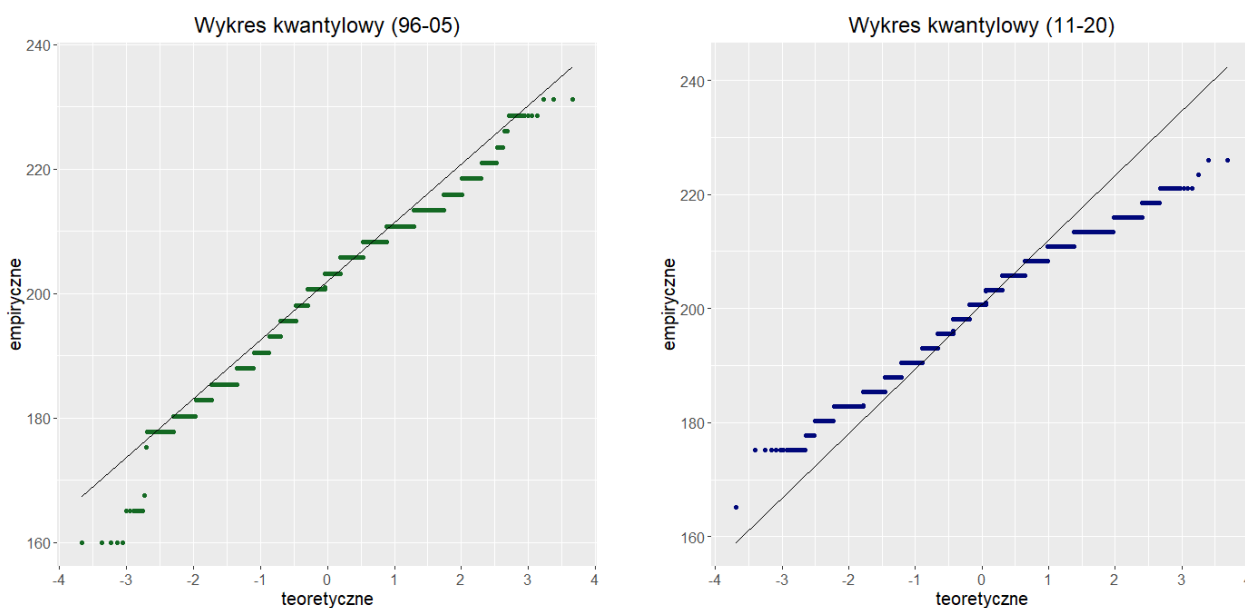 Wykres kwantylowy (96-05)
240
220
200
180
160
empiryczne
-4 -3 -2 -1 0 1 2 3 4
teoretyczne
Wykres kwantylowy (11-20)
240
220
200
180
160
empiryczne
-4 -3 -2 -1 0 1 2 3
teoretyczne